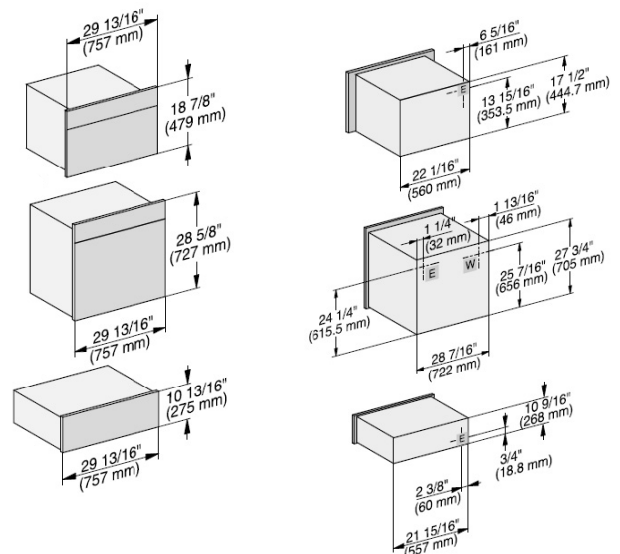 29 13/16"
(757 mm)
18 7/8"
(479 mm)
6 5/16"
(161 mm)
E
17 1/2"
(444.7 mm)
13 15/16"
(353.5 mm)
22 1/16"
(560 mm)
28 5/8"
(727 mm)
29 13/16"
(757 mm)
1 13/16"
(46 mm)
1 1/4"
(32 mm)
E
W
27 3/4"
(705 mm)
25 7/16"
(656 mm)
24 1/4"
(615.5 mm)
28 7/16"
(722 mm)
10 13/16"
(275 mm)
29 13/16"
(757 mm)
10 9/16"
(268 mm)
E
3/4"
(18.8 mm)
2 3/8"
(60 mm)
21 15/16"
(557 mm)